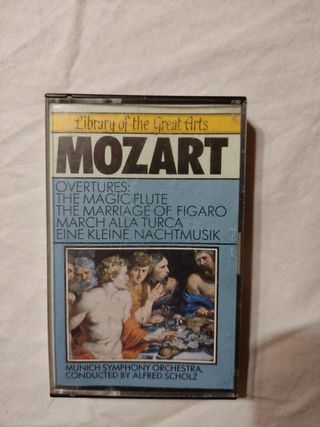 Library of the Great Arts
MOZART
OVERTURES:
THE MAGIC FLUTE
THE MARRIAGE OF FIGARO
MARCH ALLA TURCA
EINE KLEINE NACHTMUSIK
MUNICH SYMPHONY ORCHESTRA,
CONDUCTED BY ALFRED SCHOLZ